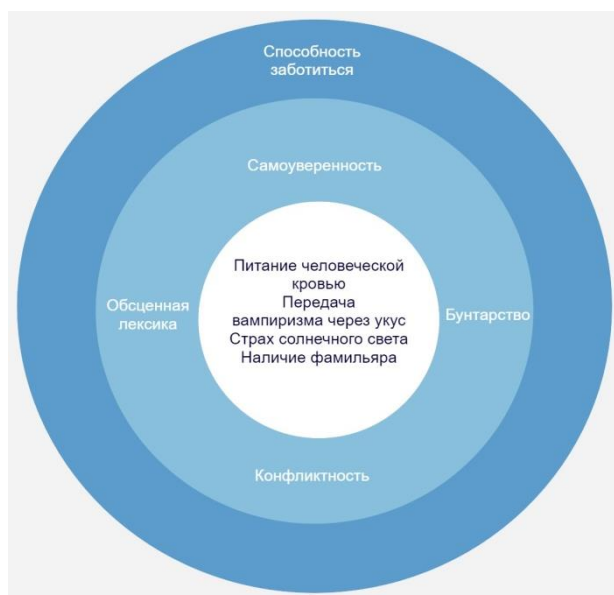 Способность
заботиться
Самоуверенность
Питание человеческой
кровью
Передача
вампиризма через укус
Страх солнечного света
Наличие фамильяра
Обсценная
лексика
Бунтарство
Конфликтность